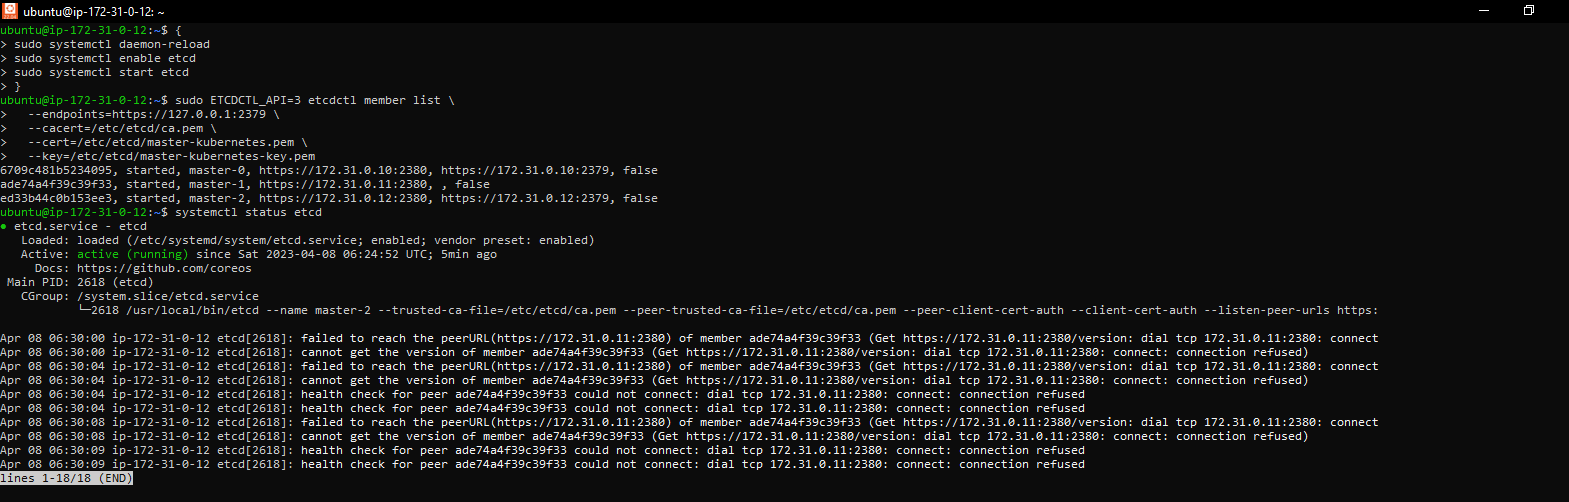 ubuntu@ip-172-31-0-12: ~
ubuntu@ip-172-31-0-12:~$ {
> sudo systemctl daemon-reload
> sudo systemctl enable etcd
> sudo systemctl start etcd
> }
ubuntu@ip-172-31-0-12:~$ sudo ETCDCTL_API=3 etcdctl member list \
>   --endpoints=https://127.0.0.1:2379 \
>   --cacert=/etc/etcd/ca.pem \
>   --cert=/etc/etcd/master-kubernetes.pem \
>   --key=/etc/etcd/master-kubernetes-key.pem
6709c481b5234095, started, master-0, https://172.31.0.10:2380, https://172.31.0.10:2379, false
ade74a4f39c39f33, started, master-1, https://172.31.0.11:2380, , false
ed33b44c0b153ee3, started, master-2, https://172.31.0.12:2380, https://172.31.0.12:2379, false
ubuntu@ip-172-31-0-12:~$ systemctl status etcd
● etcd.service - etcd
   Loaded: loaded (/etc/systemd/system/etcd.service; enabled; vendor preset: enabled)
   Active: active (running) since Sat 2023-04-08 06:24:52 UTC; 5min ago
     Docs: https://github.com/coreos
 Main PID: 2618 (etcd)
   CGroup: /system.slice/etcd.service
           └─2618 /usr/local/bin/etcd --name master-2 --trusted-ca-file=/etc/etcd/ca.pem --peer-trusted-ca-file=/etc/etcd/ca.pem --peer-client-cert-auth --client-cert-auth --listen-peer-urls https:
Apr 08 06:30:00 ip-172-31-0-12 etcd[2618]: failed to reach the peerURL(https://172.31.0.11:2380) of member ade74a4f39c39f33 (Get https://172.31.0.11:2380/version: dial tcp 172.31.0.11:2380: connect
Apr 08 06:30:00 ip-172-31-0-12 etcd[2618]: cannot get the version of member ade74a4f39c39f33 (Get https://172.31.0.11:2380/version: dial tcp 172.31.0.11:2380: connect: connection refused)
Apr 08 06:30:04 ip-172-31-0-12 etcd[2618]: failed to reach the peerURL(https://172.31.0.11:2380) of member ade74a4f39c39f33 (Get https://172.31.0.11:2380/version: dial tcp 172.31.0.11:2380: connect
Apr 08 06:30:04 ip-172-31-0-12 etcd[2618]: cannot get the version of member ade74a4f39c39f33 (Get https://172.31.0.11:2380/version: dial tcp 172.31.0.11:2380: connect: connection refused)
Apr 08 06:30:04 ip-172-31-0-12 etcd[2618]: health check for peer ade74a4f39c39f33 could not connect: dial tcp 172.31.0.11:2380: connect: connection refused
Apr 08 06:30:04 ip-172-31-0-12 etcd[2618]: health check for peer ade74a4f39c39f33 could not connect: dial tcp 172.31.0.11:2380: connect: connection refused
Apr 08 06:30:08 ip-172-31-0-12 etcd[2618]: failed to reach the peerURL(https://172.31.0.11:2380) of member ade74a4f39c39f33 (Get https://172.31.0.11:2380/version: dial tcp 172.31.0.11:2380: connect
Apr 08 06:30:08 ip-172-31-0-12 etcd[2618]: cannot get the version of member ade74a4f39c39f33 (Get https://172.31.0.11:2380/version: dial tcp 172.31.0.11:2380: connect: connection refused)
Apr 08 06:30:09 ip-172-31-0-12 etcd[2618]: health check for peer ade74a4f39c39f33 could not connect: dial tcp 172.31.0.11:2380: connect: connection refused
Apr 08 06:30:09 ip-172-31-0-12 etcd[2618]: health check for peer ade74a4f39c39f33 could not connect: dial tcp 172.31.0.11:2380: connect: connection refused
lines 1-18/18 (END)